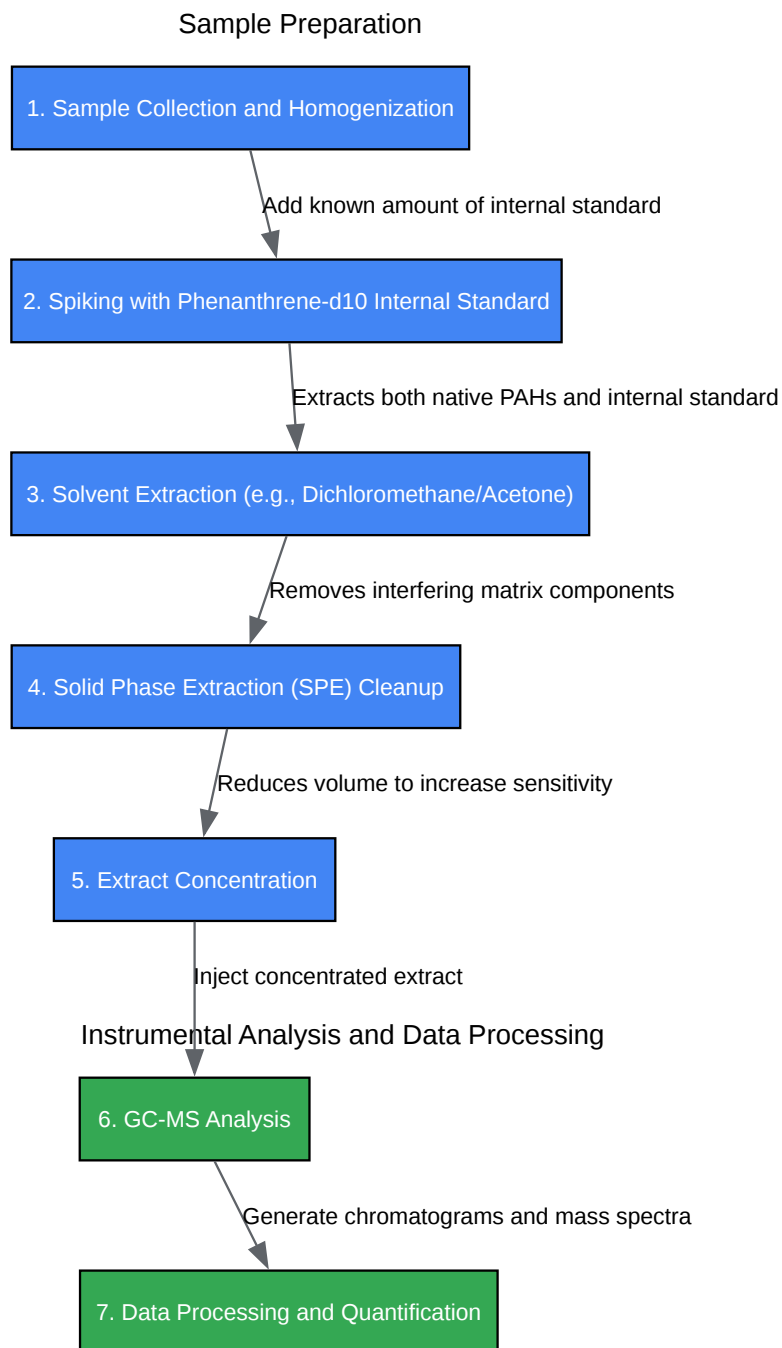 Sample Preparation
1. Sample Collection and Homogenization
Add known amount of internal standard
2. Spiking with Phenanthrene-d10 Internal Standard
Extracts both native PAHs and internal standard
3. Solvent Extraction (e.g., Dichloromethane/Acetone)
Removes interfering matrix components
4. Solid Phase Extraction (SPE) Cleanup
Reduces volume to increase sensitivity
5. Extract Concentration
Inject concentrated extract
Instrumental Analysis and Data Processing
6. GC-MS Analysis
Generate chromatograms and mass spectra
7. Data Processing and Quantification